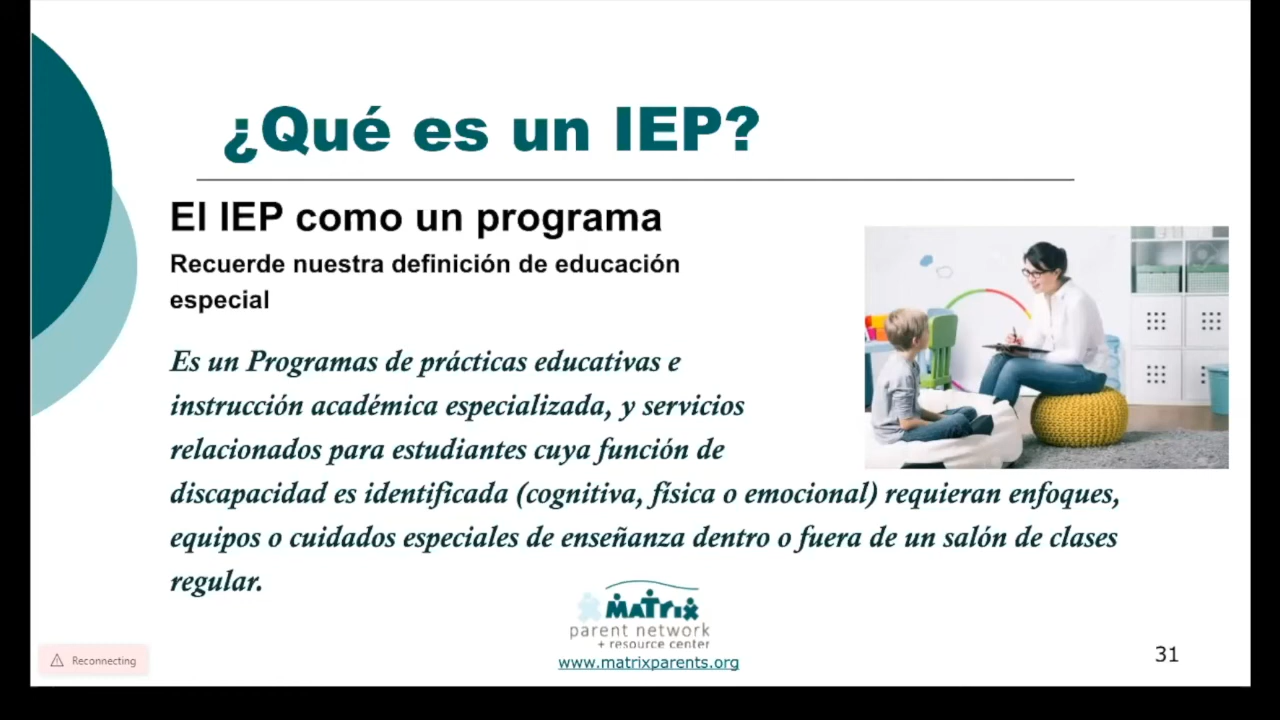 ¿Qué es un IEP?
El IEP como un programa
Recuerde nuestra definición de educación
especial
Es un Programas de prácticas educativas e
instrucción académica especializada, y servicios
relacionados para estudiantes cuya función de
discapacidad es identificada (cognitiva, física o emocional) requieran enfoques,
equipos o cuidados especiales de enseñanza dentro o fuera de un salón de clases
regular.
MATRIX
parent network
+ resource center
www.matrixparents.org
Reconnecting
31